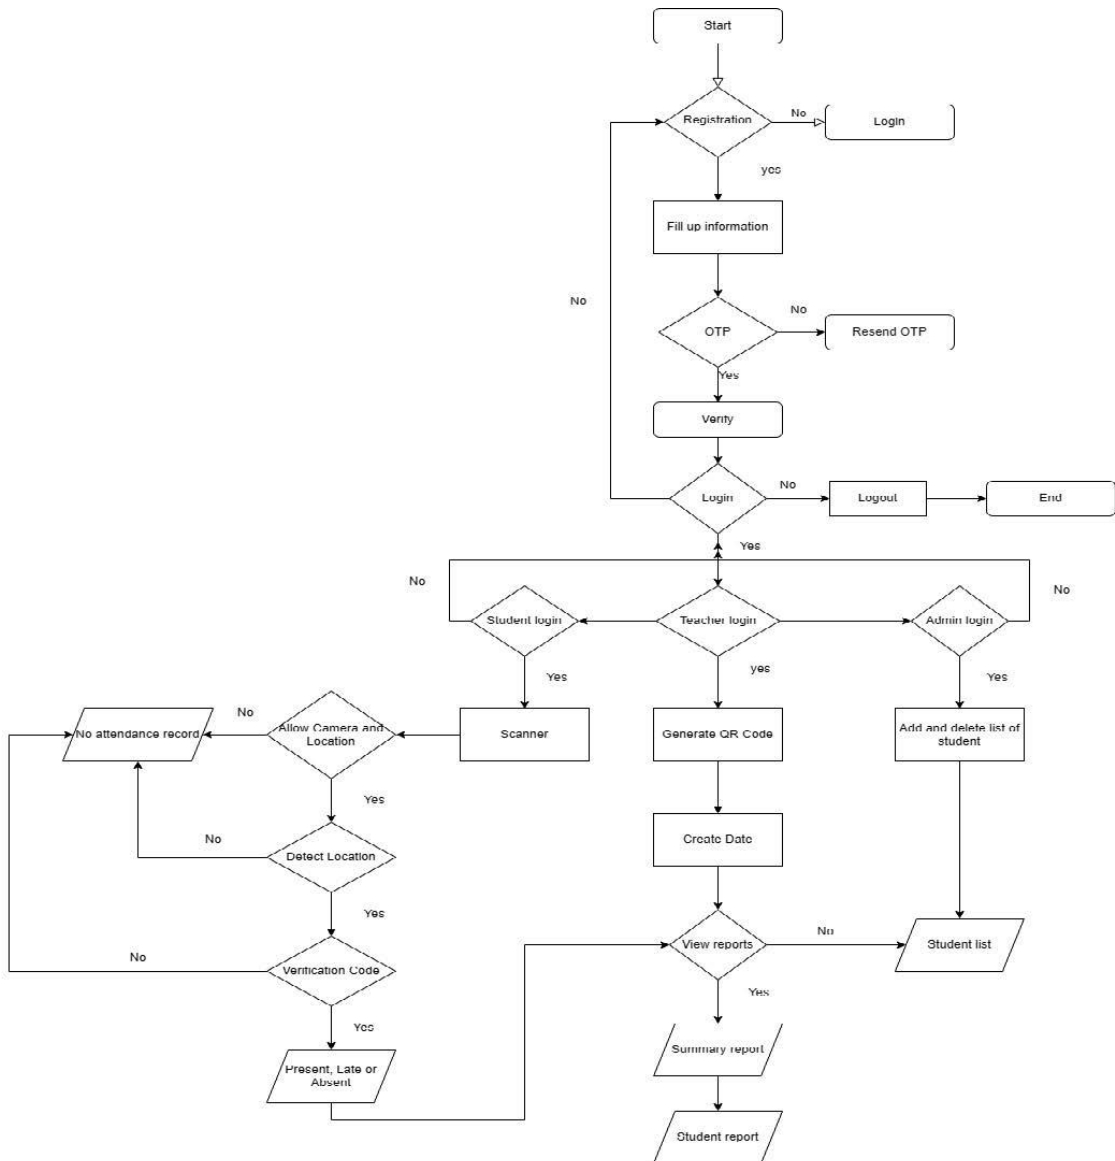 Start
Registration
No
Login
yes
Fill up information
No
No
OTP
Resend OTP
Yes
Verify
Login
No
Logout
End
Yes
No
No
Student login
Teacher login
Admin login
Yes
yes
Yes
No attendance record
No
Allow Camera and
Location
Scanner
Generate QR Code
Add and delete list of
student
Yes
No
Detect Location
Create Date
Yes
No
Verification Code
View reports
No
Student list
Yes
Yes
Present, Late or
Absent
Summary report
Student report